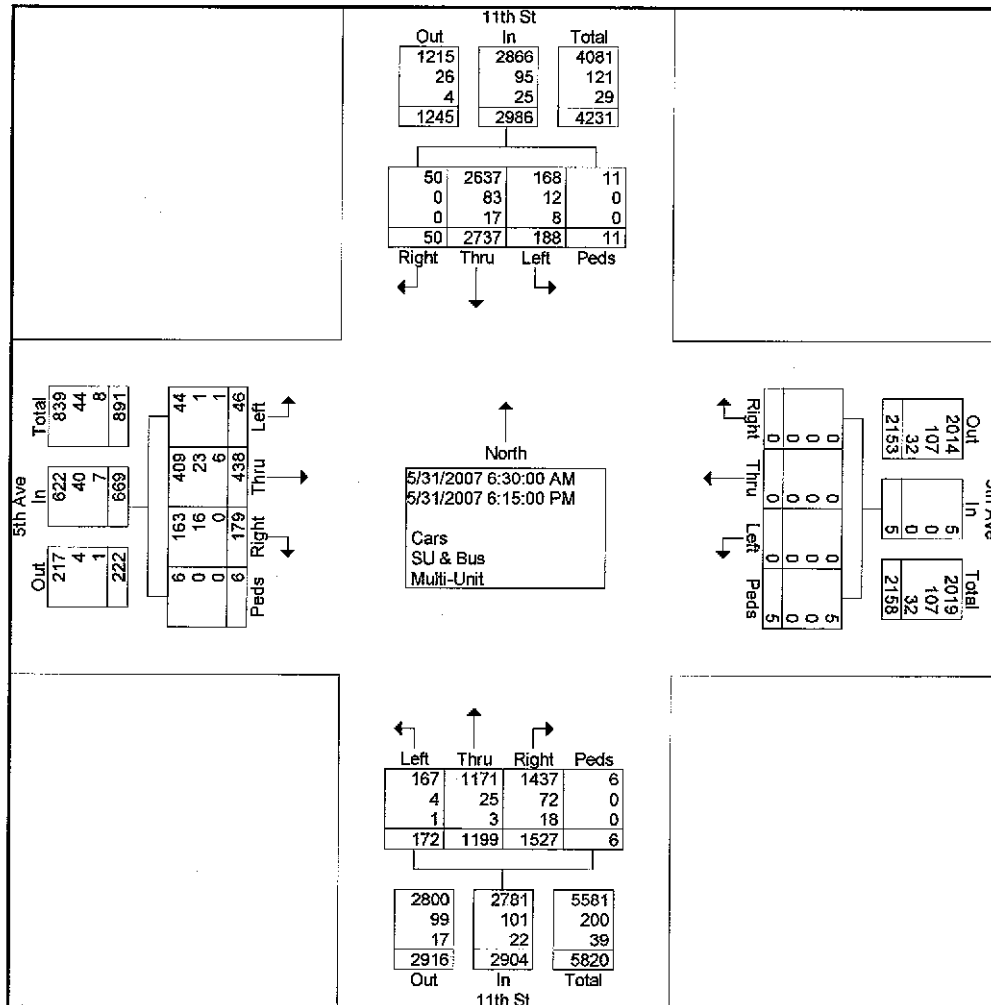 11th St
Out In Total
1215 2866 4081
26 95 121
4 25 29
1245 2986 4231
50 2637 168 11
0 83 12 0
0 17 8 0
50 2737 188 11
Right Thru Left Peds
Total
839
44
8
891
In
622
40
7
669
Out
217
4
1
222
5th Ave
44 1 1 46 Left
409 23 6 438 Thru
163 16 0 179 Right
6 0 0 6 Peds
North
5/31/2007 6:30:00 AM
5/31/2007 6:15:00 PM
Cars
SU & Bus
Multi-Unit
Right 0 0 0 0
Thru 0 0 0 0
Left 0 0 0 0
Peds 5 0 0 5
Out
2014
107
32
2153
In
5
0
0
5
Total
2019
107
32
2158
Left Thru Right Peds
167 1171 1437 6
4 25 72 0
1 3 18 0
172 1199 1527 6
2800 2781 5581
99 101 200
17 22 39
2916 2904 5820
Out In Total
11th St